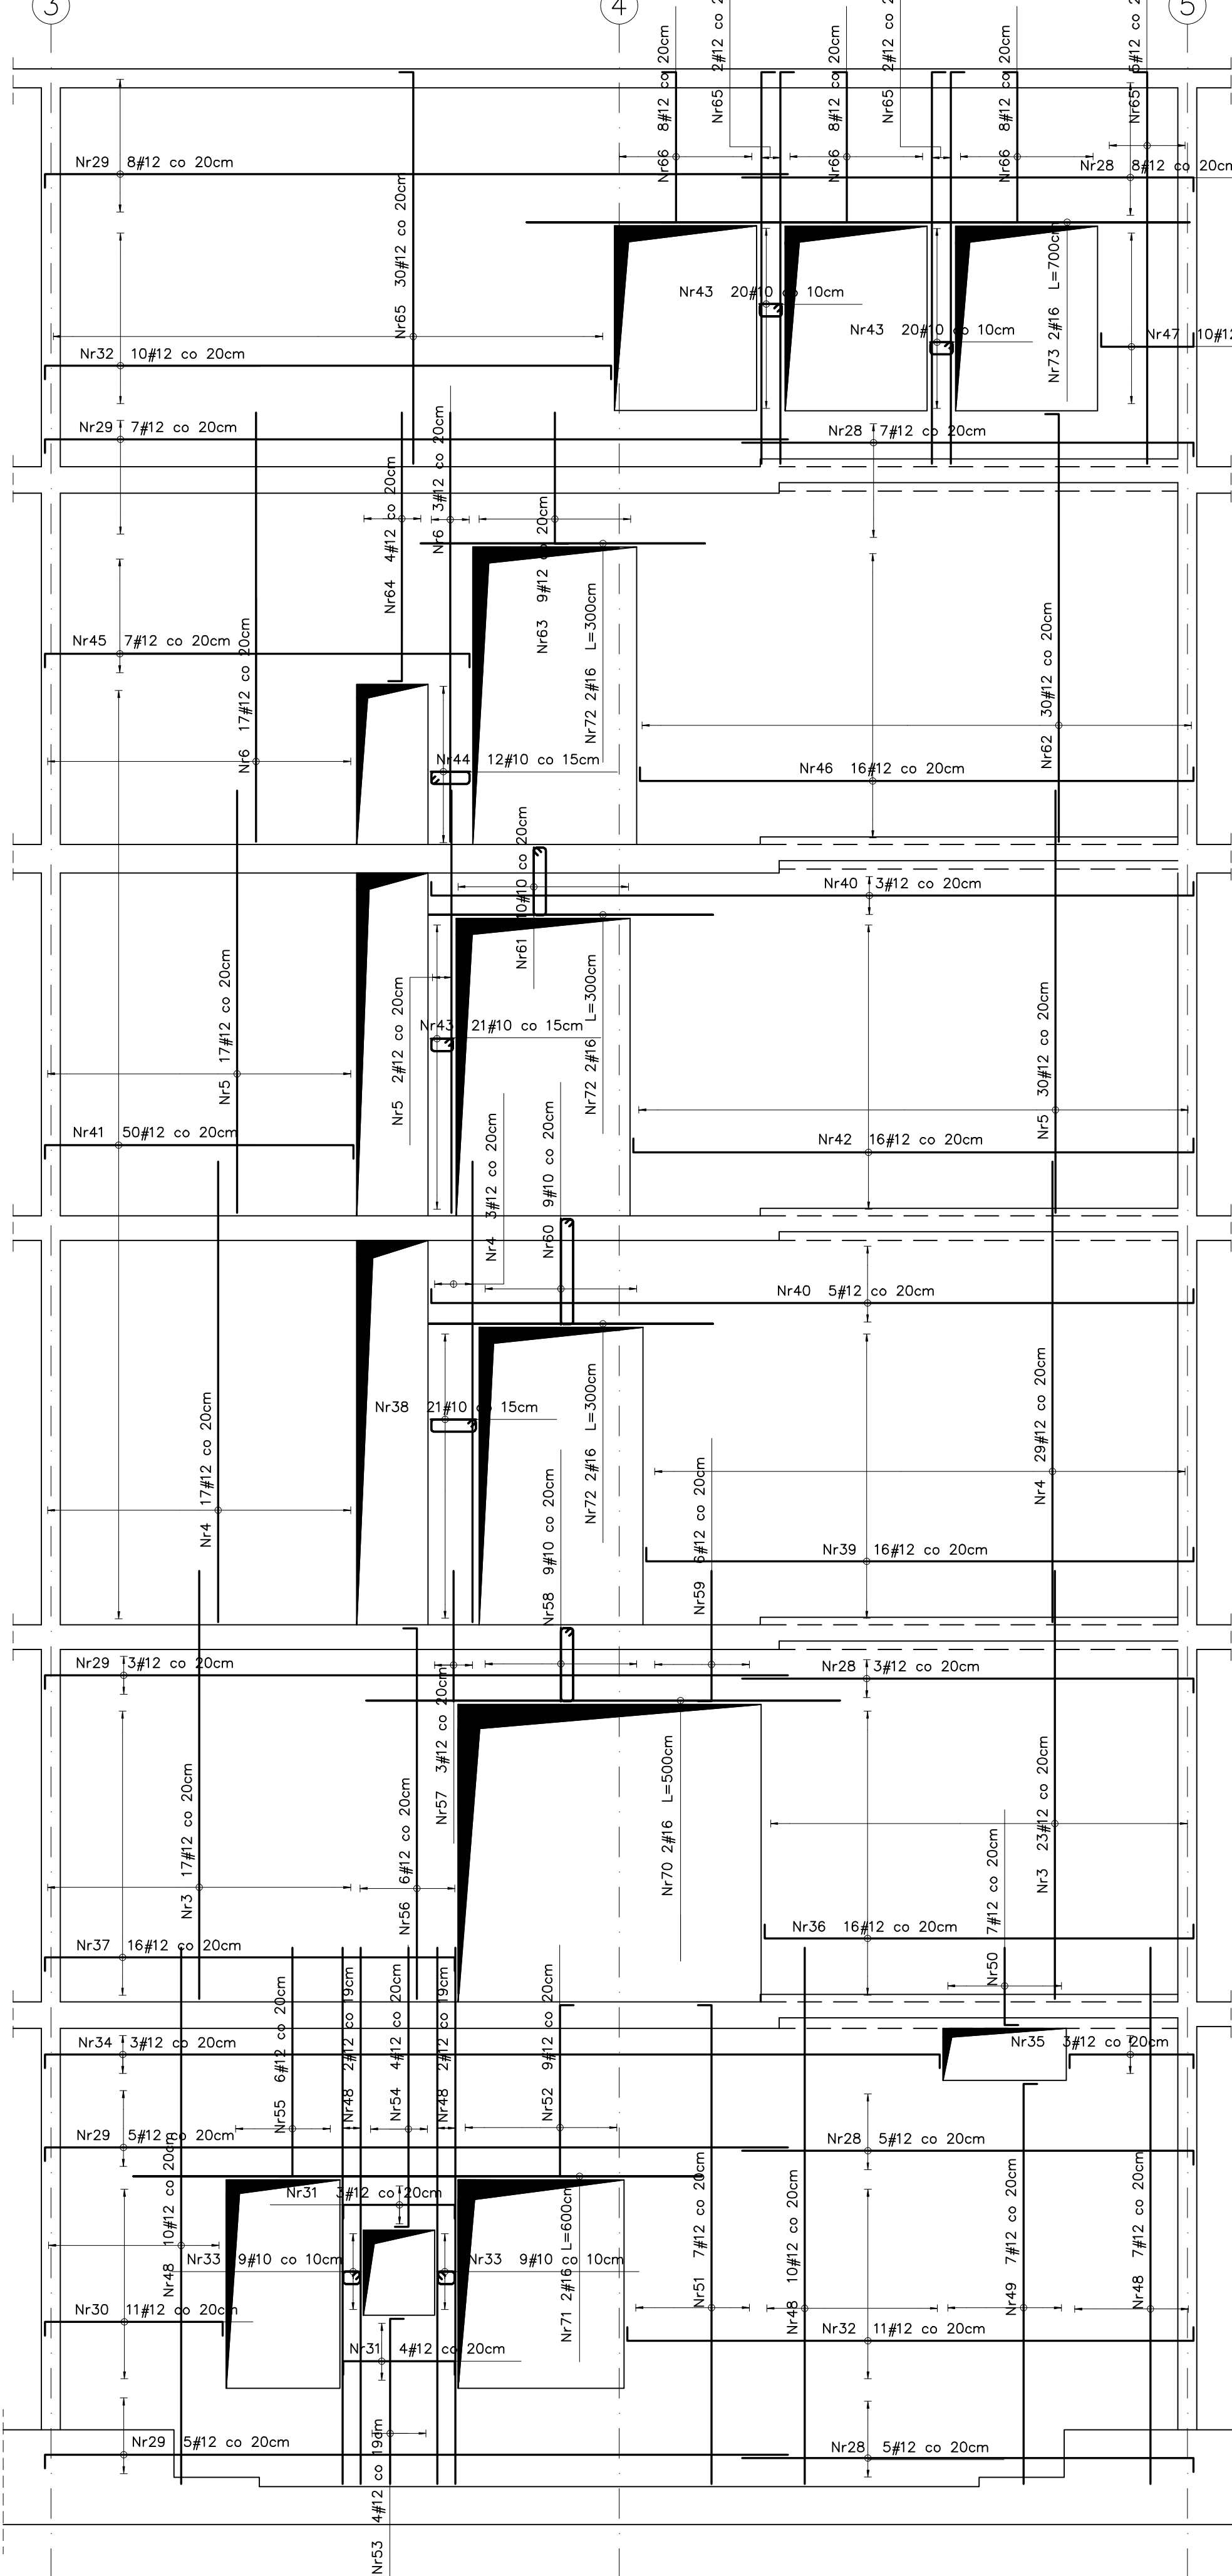 3
4
5
Nr66 8#12 co 20cm
Nr65 2#12 co 2
Nr66 8#12 co 20cm
Nr65 2#12 co 2
Nr66 8#12 co 20cm
Nr65 5#12 co 2
Nr29 8#12 co 20cm
Nr28 8#12 co 20cm
Nr65 30#12 co 20cm
Nr43 20#10 co 10cm
Nr43 20#10 co 10cm
Nr73 2#16 L=700cm
Nr47 10#12
Nr32 10#12 co 20cm
Nr29 7#12 co 20cm
Nr28 7#12 co 20cm
Nr6 3#12 co 20cm
Nr64 4#12 co 20cm
Nr63 9#12 co 20cm
Nr72 2#16 L=300cm
Nr45 7#12 co 20cm
Nr6 17#12 co 20cm
Nr62 30#12 co 20cm
Nr44 12#10 co 15cm
Nr46 16#12 co 20cm
Nr61 10#10 co 20cm
Nr40 3#12 co 20cm
Nr5 17#12 co 20cm
Nr5 2#12 co 20cm
Nr43 21#10 co 15cm
Nr72 2#16 L=300cm
Nr5 30#12 co 20cm
Nr41 50#12 co 20cm
Nr42 16#12 co 20cm
Nr4 3#12 co 20cm
Nr60 9#10 co 20cm
Nr40 5#12 co 20cm
Nr38 21#10 co 15cm
Nr72 2#16 L=300cm
Nr4 17#12 co 20cm
Nr4 29#12 co 20cm
Nr58 9#10 co 20cm
Nr59 6#12 co 20cm
Nr39 16#12 co 20cm
Nr29 3#12 co 20cm
Nr28 3#12 co 20cm
Nr57 3#12 co 20cm
Nr3 17#12 co 20cm
Nr56 6#12 co 20cm
Nr70 2#16 L=500cm
Nr3 23#12 co 20cm
Nr50 7#12 co 20cm
Nr37 16#12 co 20cm
Nr36 16#12 co 20cm
Nr34 3#12 co 20cm
Nr35 3#12 co 20cm
Nr55 6#12 co 20cm
Nr48 2#12 co 19cm
Nr54 4#12 co 20cm
Nr48 2#12 co 19cm
Nr52 9#12 co 20cm
Nr29 5#12 co 20cm
Nr28 5#12 co 20cm
Nr48 10#12 co 20cm
Nr31 3#12 co 20cm
Nr33 9#10 co 10cm
Nr33 9#10 co 10cm
Nr71 2#16 L=600cm
Nr51 7#12 co 20cm
Nr48 10#12 co 20cm
Nr49 7#12 co 20cm
Nr48 7#12 co 20cm
Nr30 11#12 co 20cm
Nr32 11#12 co 20cm
Nr31 4#12 co 20cm
Nr29 5#12 co 20cm
Nr28 5#12 co 20cm
Nr53 4#12 co 19cm